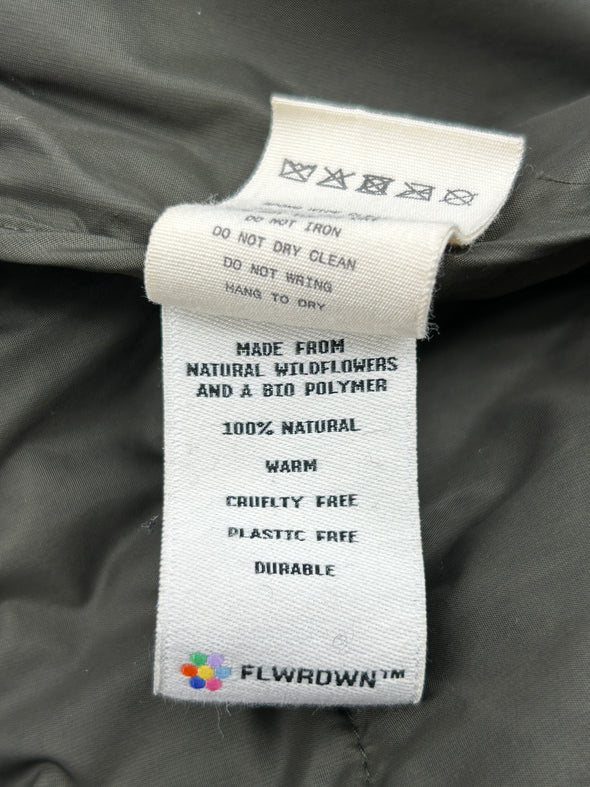 DO NOT IRON
DO NOT DRY CLEAN
DO NOT WRING
HANG TO DRY
MADE FROM
NATURAL WILDFLOWERS
AND A BIO POLYMER
100% NATURAL
WARM
CRUELTY FREE
PLASTIC FREE
DURABLE
FLWRDWN™